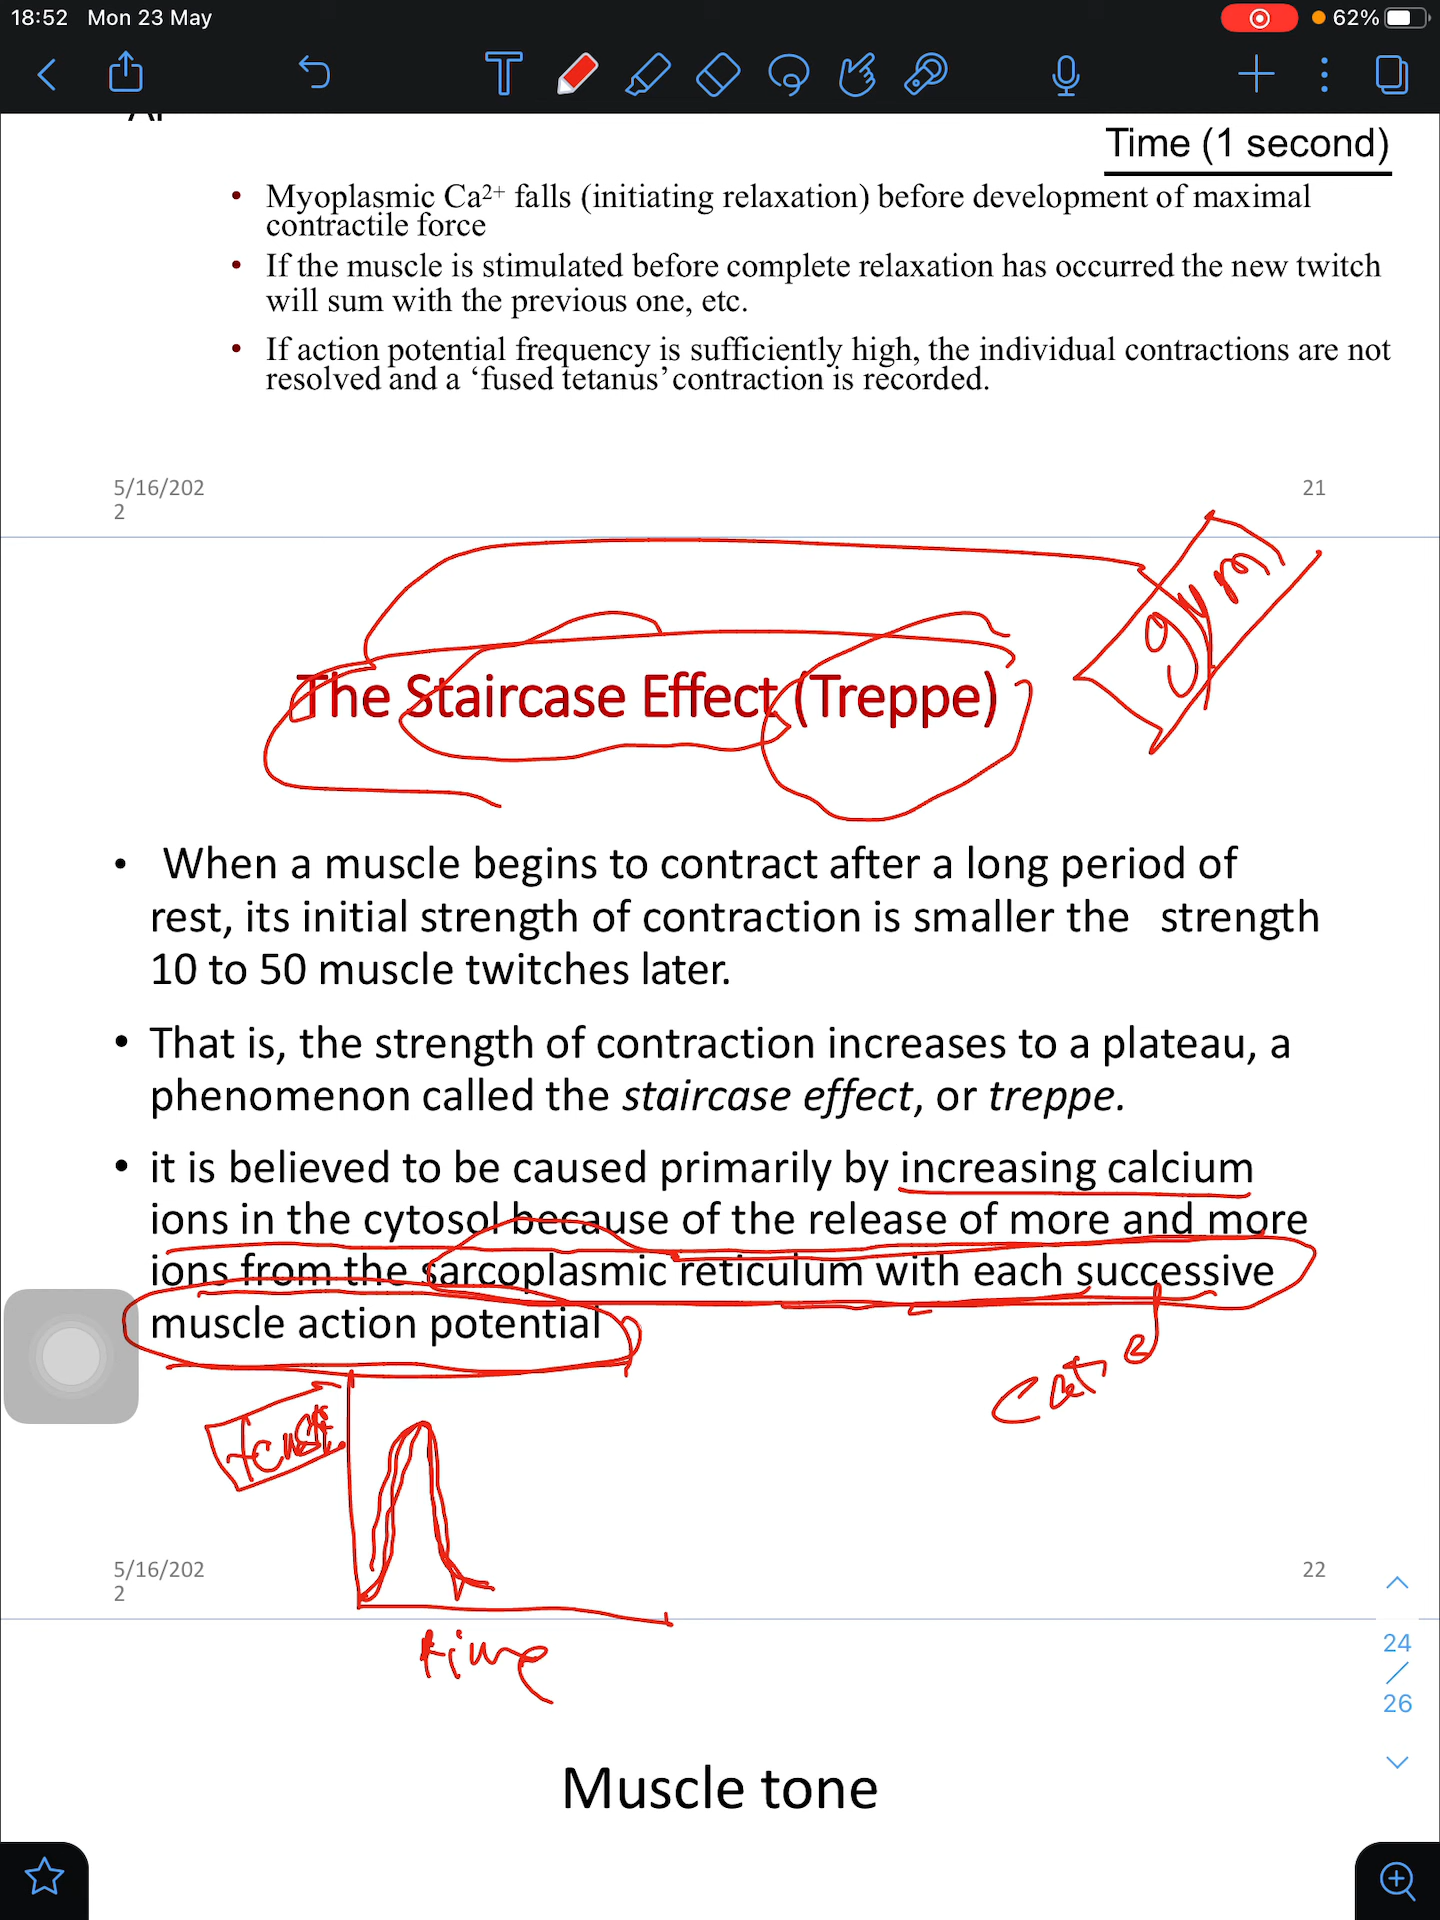 18:52 Mon 23 May
62%
Time (1 second)
• Myoplasmic Ca²⁺ falls (initiating relaxation) before development of maximal
contractile force
• If the muscle is stimulated before complete relaxation has occurred the new twitch
will sum with the previous one, etc.
• If action potential frequency is sufficiently high, the individual contractions are not
resolved and a ‘fused tetanus’ contraction is recorded.
5/16/202
2
21
gym
The Staircase Effect (Treppe)
• When a muscle begins to contract after a long period of
rest, its initial strength of contraction is smaller the strength
10 to 50 muscle twitches later.
• That is, the strength of contraction increases to a plateau, a
phenomenon called the staircase effect, or treppe.
• it is believed to be caused primarily by increasing calcium
ions in the cytosol because of the release of more and more
ions from the sarcoplasmic reticulum with each successive
muscle action potential
5/16/202
2
22
time
24
/
26
Muscle tone